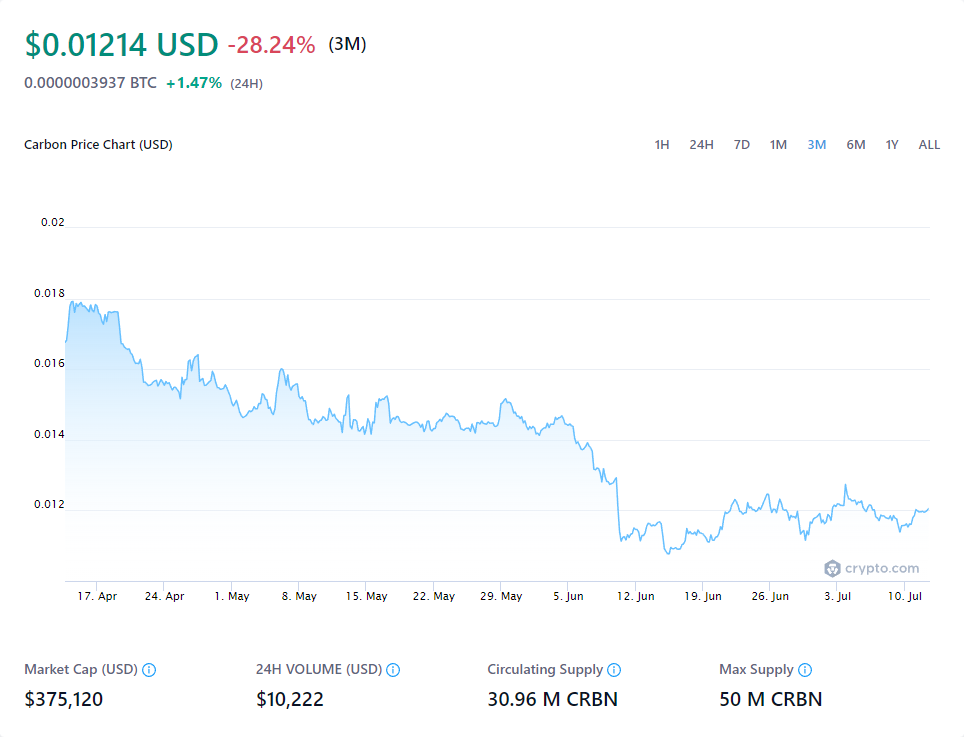 $0.01214 USD -28.24% (3M)
0.0000003937 BTC +1.47% (24H)
Carbon Price Chart (USD) 1H 24H 7D 1M 3M 6M 1Y ALL
0.02
0.018
0.016
0.014
0.012
crypto.com
17. Apr 24. Apr 1. May 8. May 15. May 22. May 29. May 5. Jun 12. Jun 19. Jun 26. Jun 3. Jul 10. Jul
Market Cap (USD) 24H VOLUME (USD) Circulating Supply Max Supply
$375,120 $10,222 30.96 M CRBN 50 M CRBN